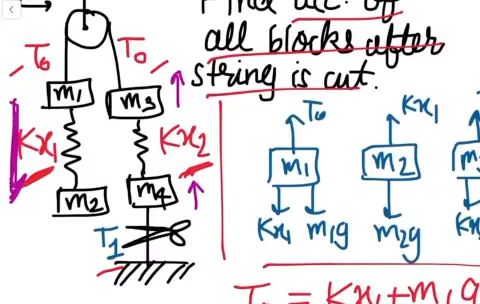 Find acc. of
all blocks after
string is cut.
T₀ T₀
m₁ m₃
Kx₁ Kx₂
m₂ m₄
T₁
T₀ Kx₁
m₁ m₂
Kx₁ m₁g m₂g
= Kx₁ + m₁g